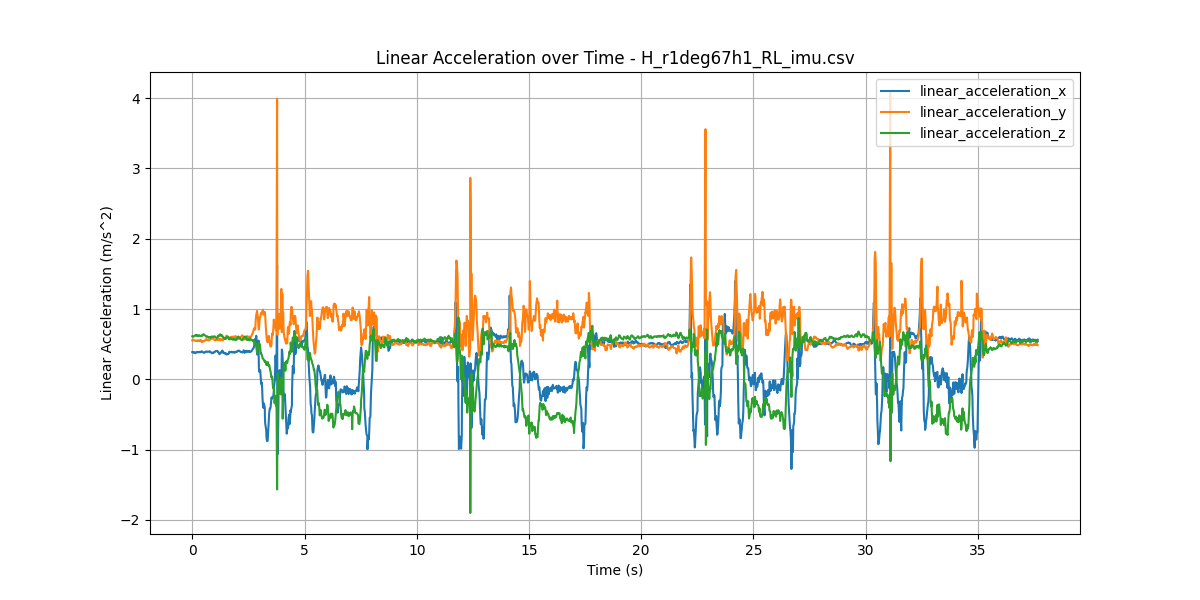 Linear Acceleration over Time - H_r1deg67h1_RL_imu.csv
linear_acceleration_x
linear_acceleration_y
linear_acceleration_z
Linear Acceleration (m/s^2)
4
3
2
1
0
−1
−2
0 5 10 15 20 25 30 35
Time (s)